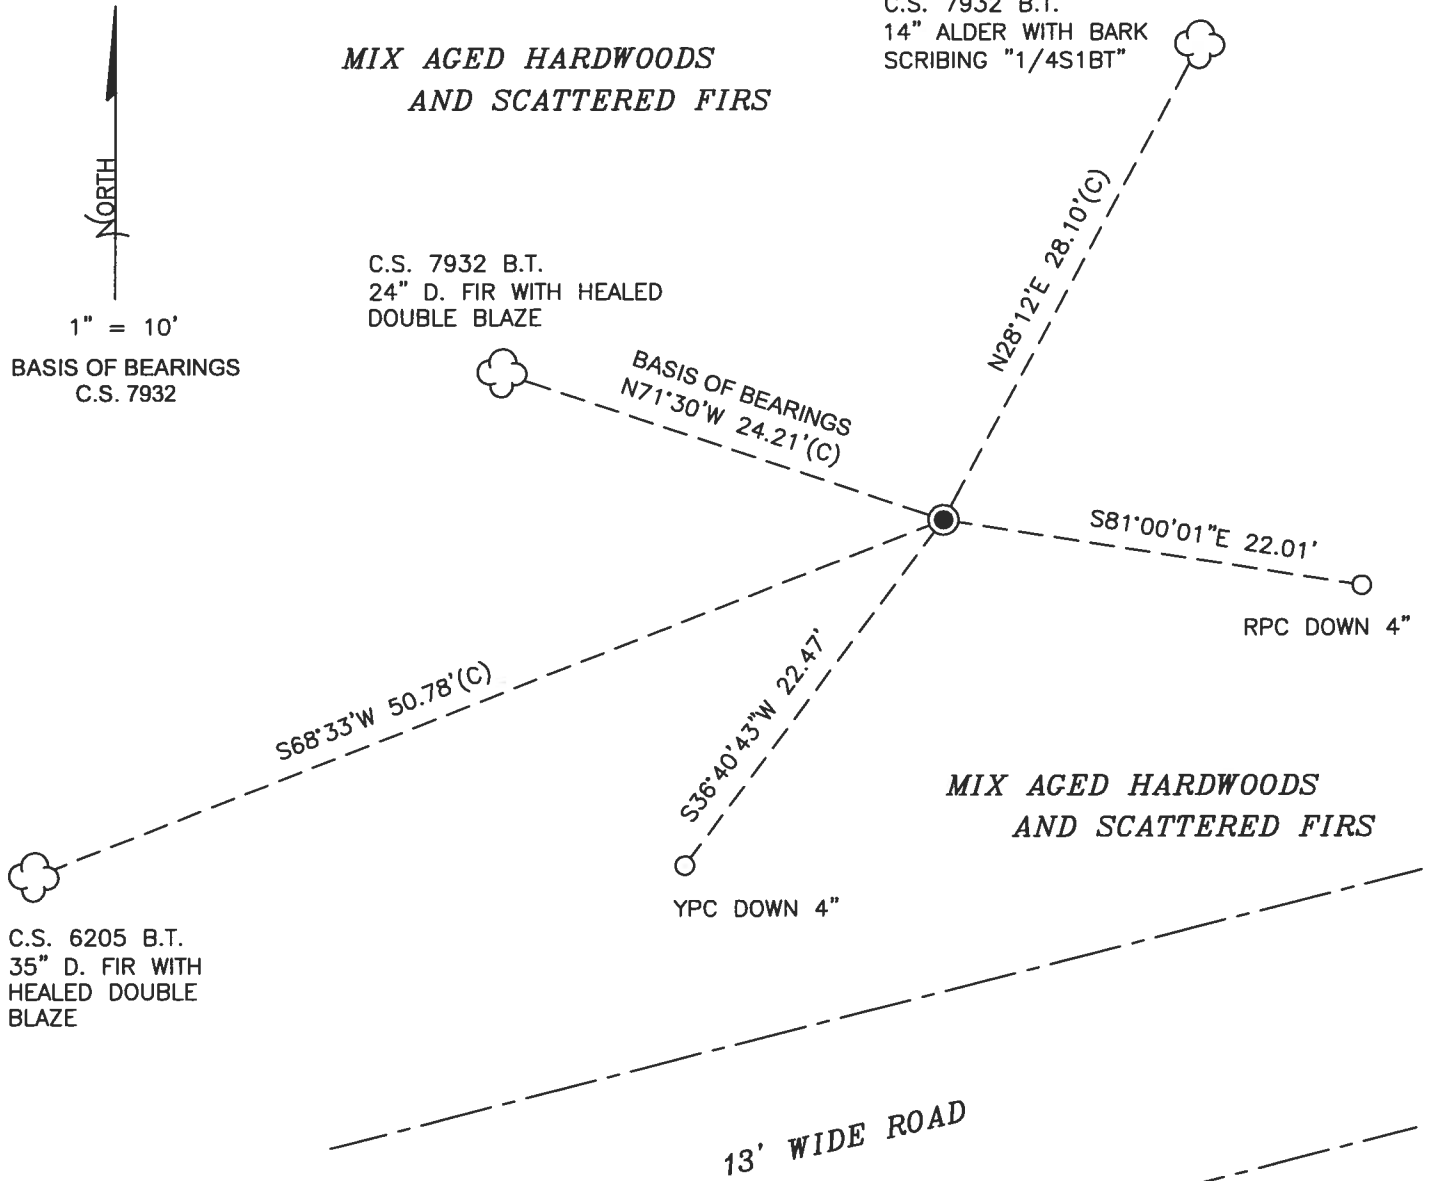 C.S. 7932 B.T.
14" ALDER WITH BARK
SCRIBING "1/4S1BT"
MIX AGED HARDWOODS
AND SCATTERED FIRS
NORTH
1" = 10'
BASIS OF BEARINGS
C.S. 7932
C.S. 7932 B.T.
24" D. FIR WITH HEALED
DOUBLE BLAZE
BASIS OF BEARINGS
N71°30'W 24.21'(C)
N28°12'E 28.10'(C)
S81°00'01"E 22.01'
RPC DOWN 4"
S68°33'W 50.78'(C)
S36°40'43"W 22.47'
MIX AGED HARDWOODS
AND SCATTERED FIRS
YPC DOWN 4"
C.S. 6205 B.T.
35" D. FIR WITH
HEALED DOUBLE
BLAZE
13' WIDE ROAD